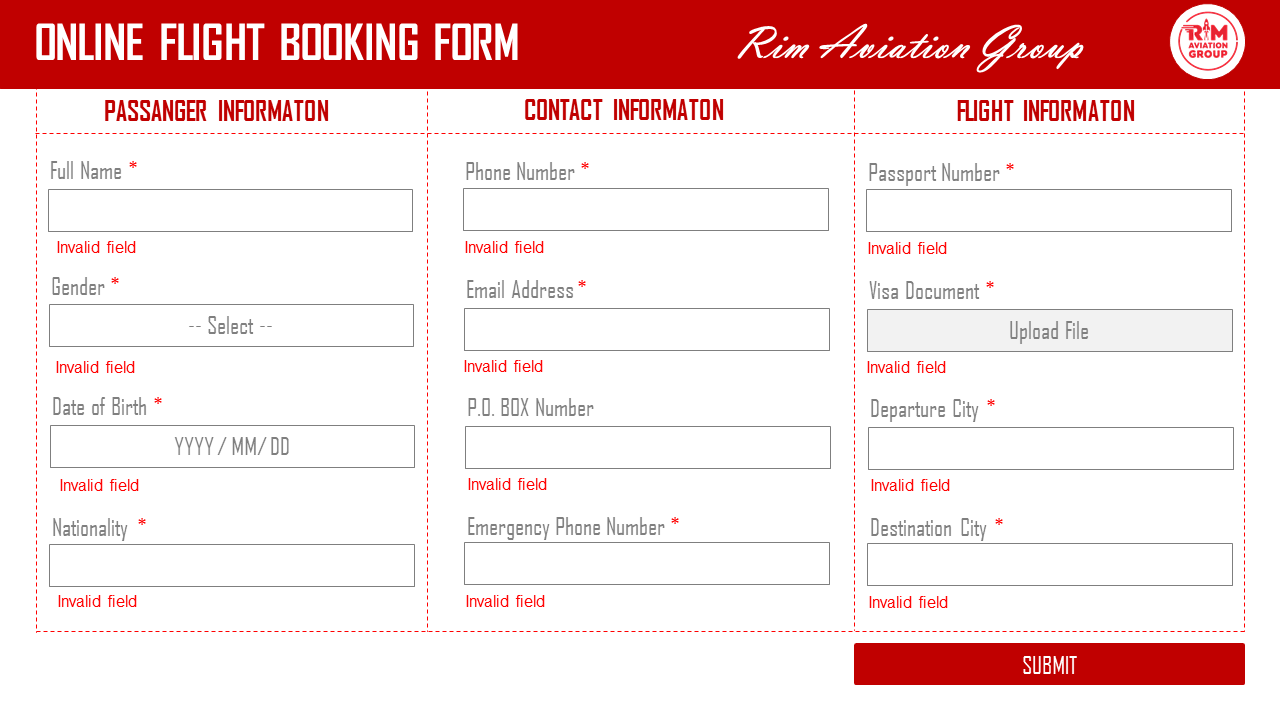 ONLINE FLIGHT BOOKING FORM
Rim Aviation Group
RIM
AVIATION
GROUP
PASSANGER INFORMATON
Full Name *
Invalid field
Gender *
-- Select --
Invalid field
Date of Birth *
YYYY / MM/ DD
Invalid field
Nationality *
Invalid field
CONTACT INFORMATON
Phone Number *
Invalid field
Email Address *
Invalid field
P.O. BOX Number
Invalid field
Emergency Phone Number *
Invalid field
FLIGHT INFORMATON
Passport Number *
Invalid field
Visa Document *
Upload File
Invalid field
Departure City *
Invalid field
Destination City *
Invalid field
SUBMIT